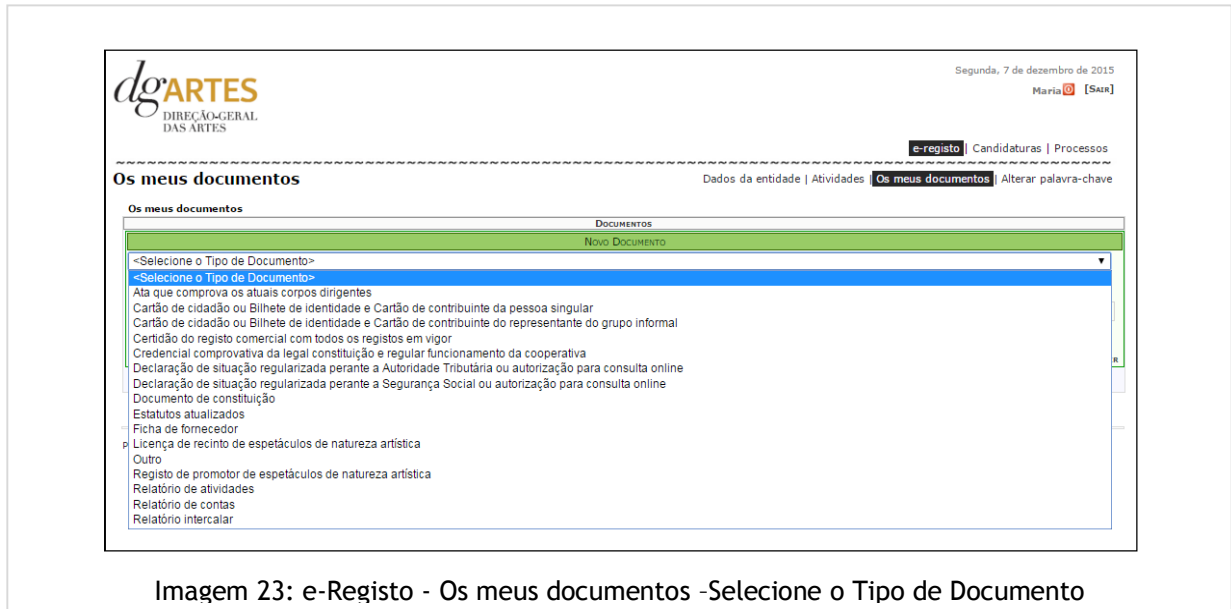 dgARTES
DIREÇÃO-GERAL
DAS ARTES
Segunda, 7 de dezembro de 2015
Maria [SAIR]
e-registo | Candidaturas | Processos
~~~~~~~~~~~~~~~~~~~~~~~~~~~~~~~~~~~~~~~~~~~~~~~~~~~~~~~~~~~~~~~~~~~~~~~~~~~~~~~~~~~~~~~~~~~~~~~
Os meus documentos
Dados da entidade | Atividades | Os meus documentos | Alterar palavra-chave
Os meus documentos
DOCUMENTOS
NOVO DOCUMENTO
<Selecione o Tipo de Documento>
<Selecione o Tipo de Documento>
Ata que comprova os atuais corpos dirigentes
Cartão de cidadão ou Bilhete de identidade e Cartão de contribuinte da pessoa singular
Cartão de cidadão ou Bilhete de identidade e Cartão de contribuinte do representante do grupo informal
Certidão do registo comercial com todos os registos em vigor
Credencial comprovativa da legal constituição e regular funcionamento da cooperativa
Declaração de situação regularizada perante a Autoridade Tributária ou autorização para consulta online
Declaração de situação regularizada perante a Segurança Social ou autorização para consulta online
Documento de constituição
Estatutos atualizados
Ficha de fornecedor
Licença de recinto de espetáculos de natureza artística
Outro
Registo de promotor de espetáculos de natureza artística
Relatório de atividades
Relatório de contas
Relatório intercalar
Imagem 23: e-Registo - Os meus documentos –Selecione o Tipo de Documento